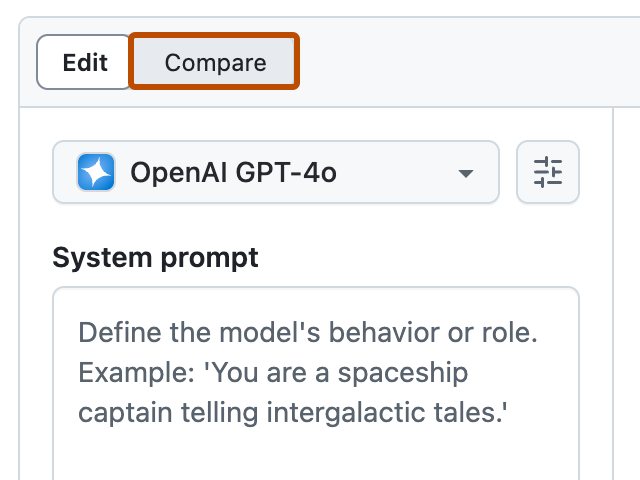 Edit
Compare
OpenAI GPT-4o
System prompt
Define the model's behavior or role.
Example: 'You are a spaceship
captain telling intergalactic tales.'